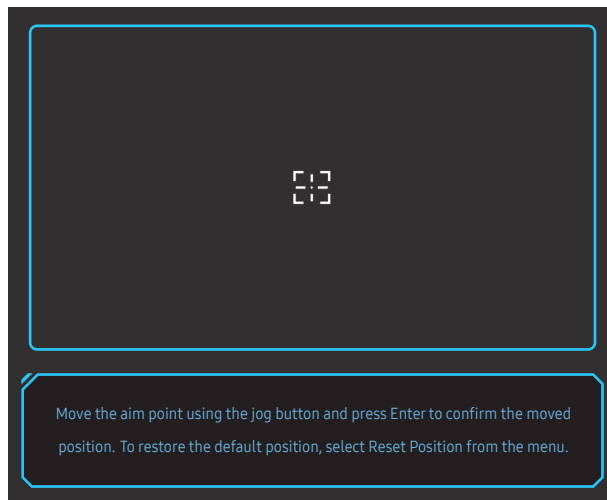 Move the aim point using the jog button and press Enter to confirm the moved
position. To restore the default position, select Reset Position from the menu.